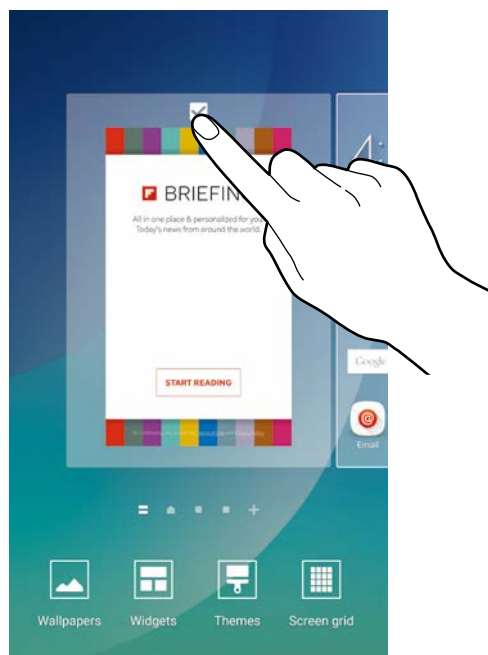 4:
BRIEFIN
All in one place & personalized for you.
Today's news from around the world.
Google
START READING
Email
Wallpapers
Widgets
Themes
Screen grid